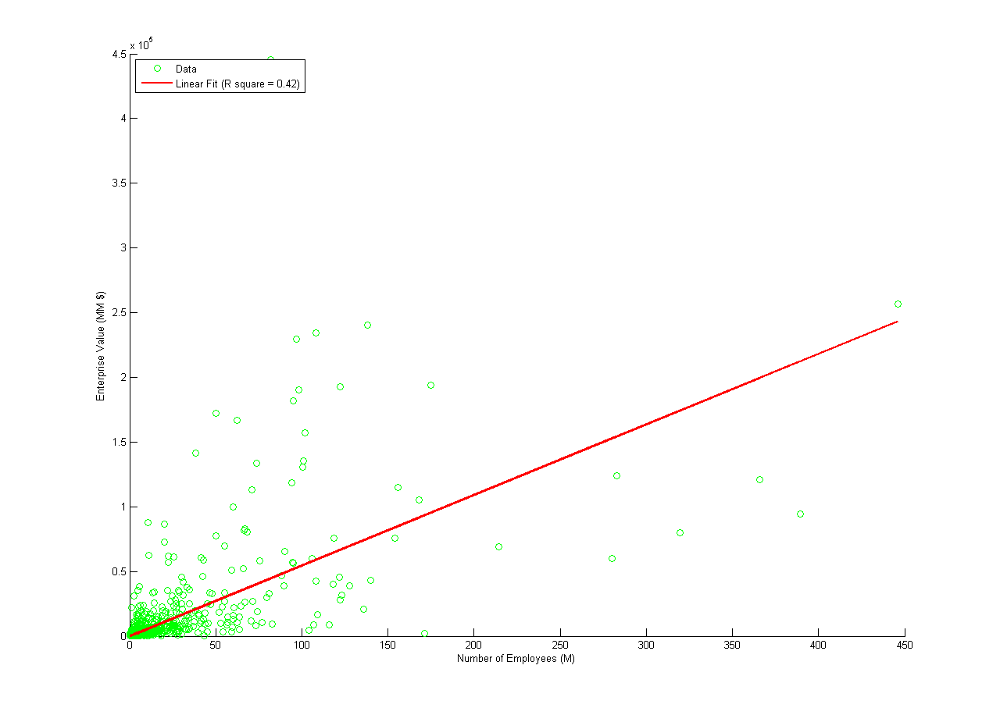 x 10^5
4.5
Data
Linear Fit (R square = 0.42)
4
3.5
3
2.5
2
1.5
1
0.5
0
Enterprise Value (MM $)
0 50 100 150 200 250 300 350 400 450
Number of Employees (M)